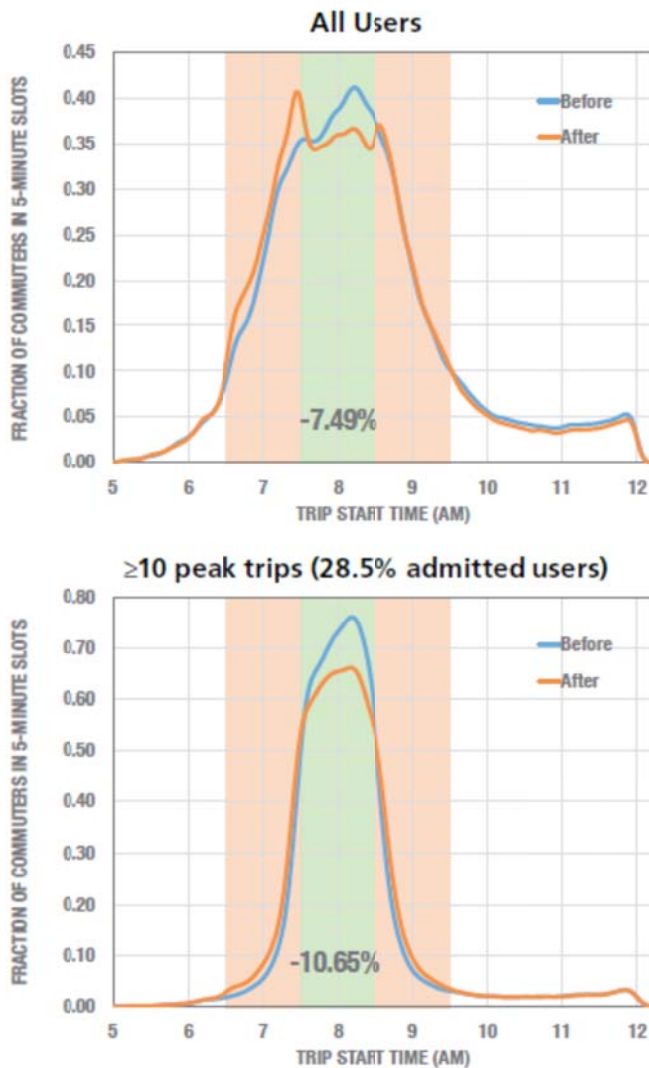 All Users
FRACTION OF COMMUTERS IN 5-MINUTE SLOTS
0.45
0.40
0.35
0.30
0.25
0.20
0.15
0.10
0.05
0.00
Before
After
-7.49%
5 6 7 8 9 10 11 12
TRIP START TIME (AM)
≥10 peak trips (28.5% admitted users)
FRACTION OF COMMUTERS IN 5-MINUTE SLOTS
0.80
0.70
0.60
0.50
0.40
0.30
0.20
0.10
0.00
Before
After
-10.65%
5 6 7 8 9 10 11 12
TRIP START TIME (AM)